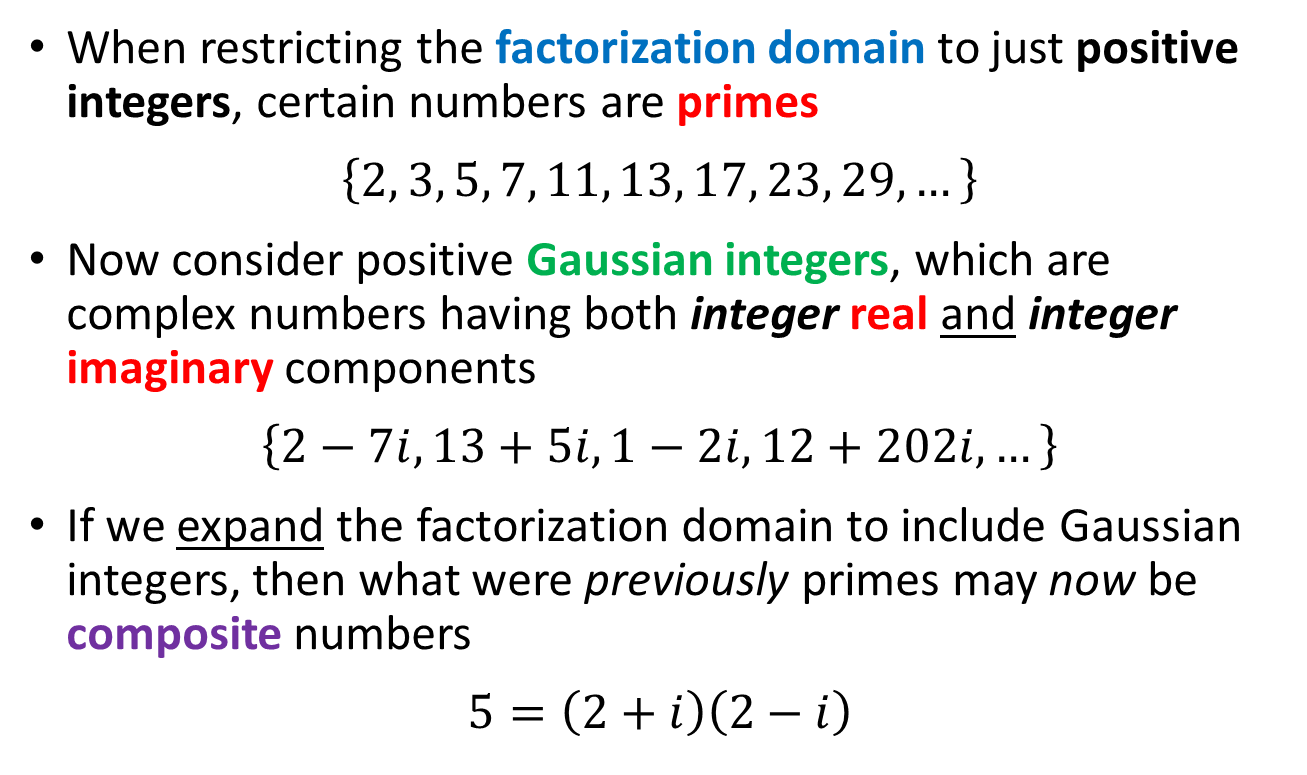 • When restricting the factorization domain to just positive
integers, certain numbers are primes
{2, 3, 5, 7, 11, 13, 17, 23, 29, … }
• Now consider positive Gaussian integers, which are
complex numbers having both integer real and integer
imaginary components
{2 − 7i, 13 + 5i, 1 − 2i, 12 + 202i, … }
• If we expand the factorization domain to include Gaussian
integers, then what were previously primes may now be
composite numbers
5 = (2 + i)(2 − i)